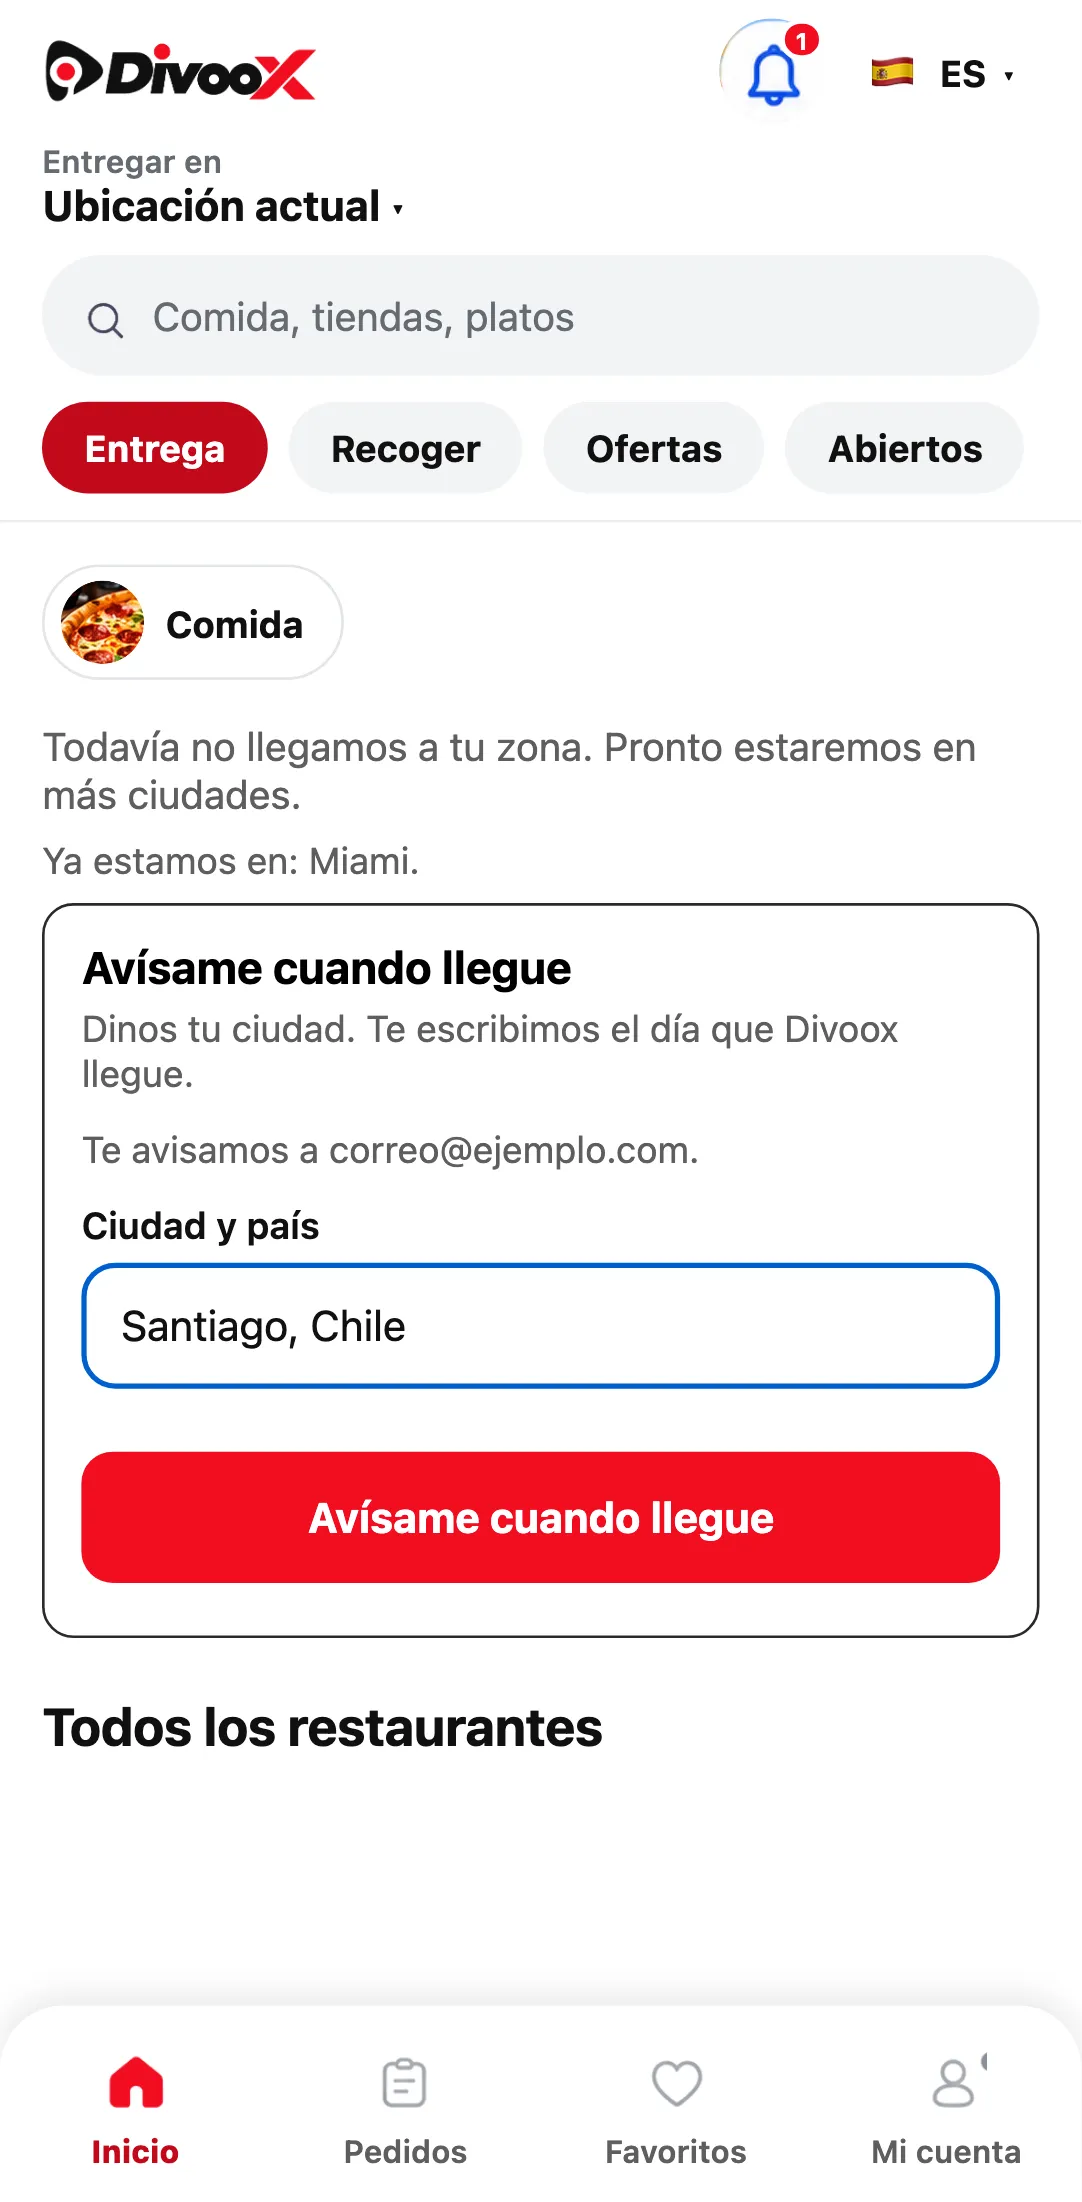 DivooX
1
ES
Entregar en
Ubicación actual
Comida, tiendas, platos
Entrega
Recoger
Ofertas
Abiertos
Comida
Todavía no llegamos a tu zona. Pronto estaremos en
más ciudades.
Ya estamos en: Miami.
Avísame cuando llegue
Dinos tu ciudad. Te escribimos el día que Divoox
llegue.
Te avisamos a correo@ejemplo.com.
Ciudad y país
Santiago, Chile
Avísame cuando llegue
Todos los restaurantes
Inicio
Pedidos
Favoritos
Mi cuenta